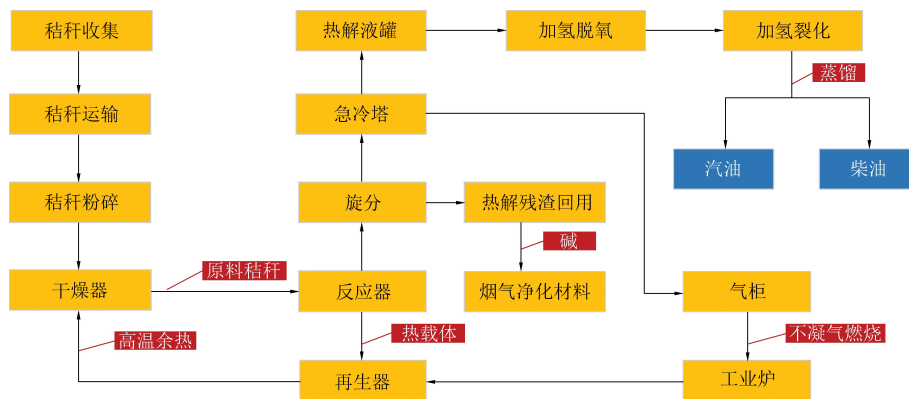 秸秆收集
热解液罐
加氢脱氧
加氢裂化
蒸馏
秸秆运输
急冷塔
汽油
柴油
秸秆粉碎
旋分
热解残渣回用
碱
原料秸秆
干燥器
反应器
烟气净化材料
气柜
高温余热
热载体
不凝气燃烧
再生器
工业炉